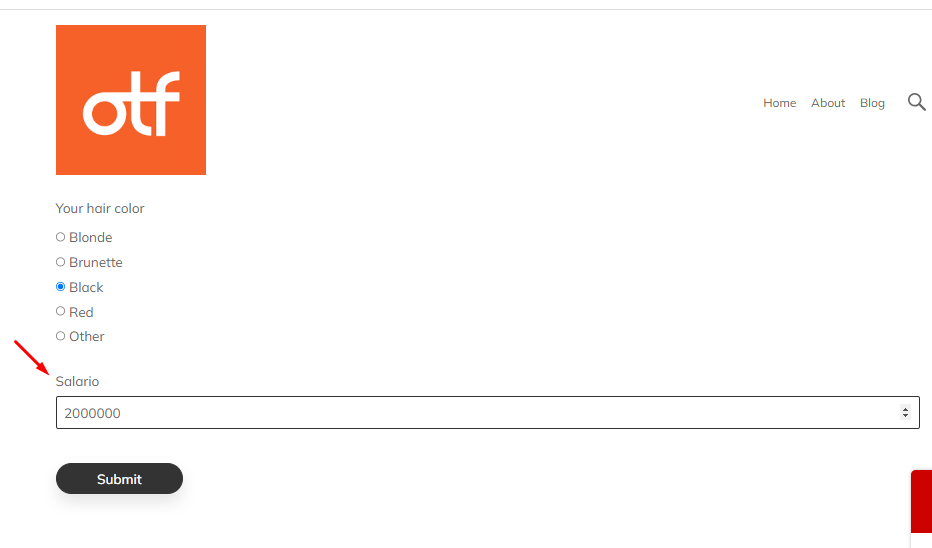 otf
Home About Blog
Your hair color
Blonde
Brunette
Black
Red
Other
Salario
2000000
Submit